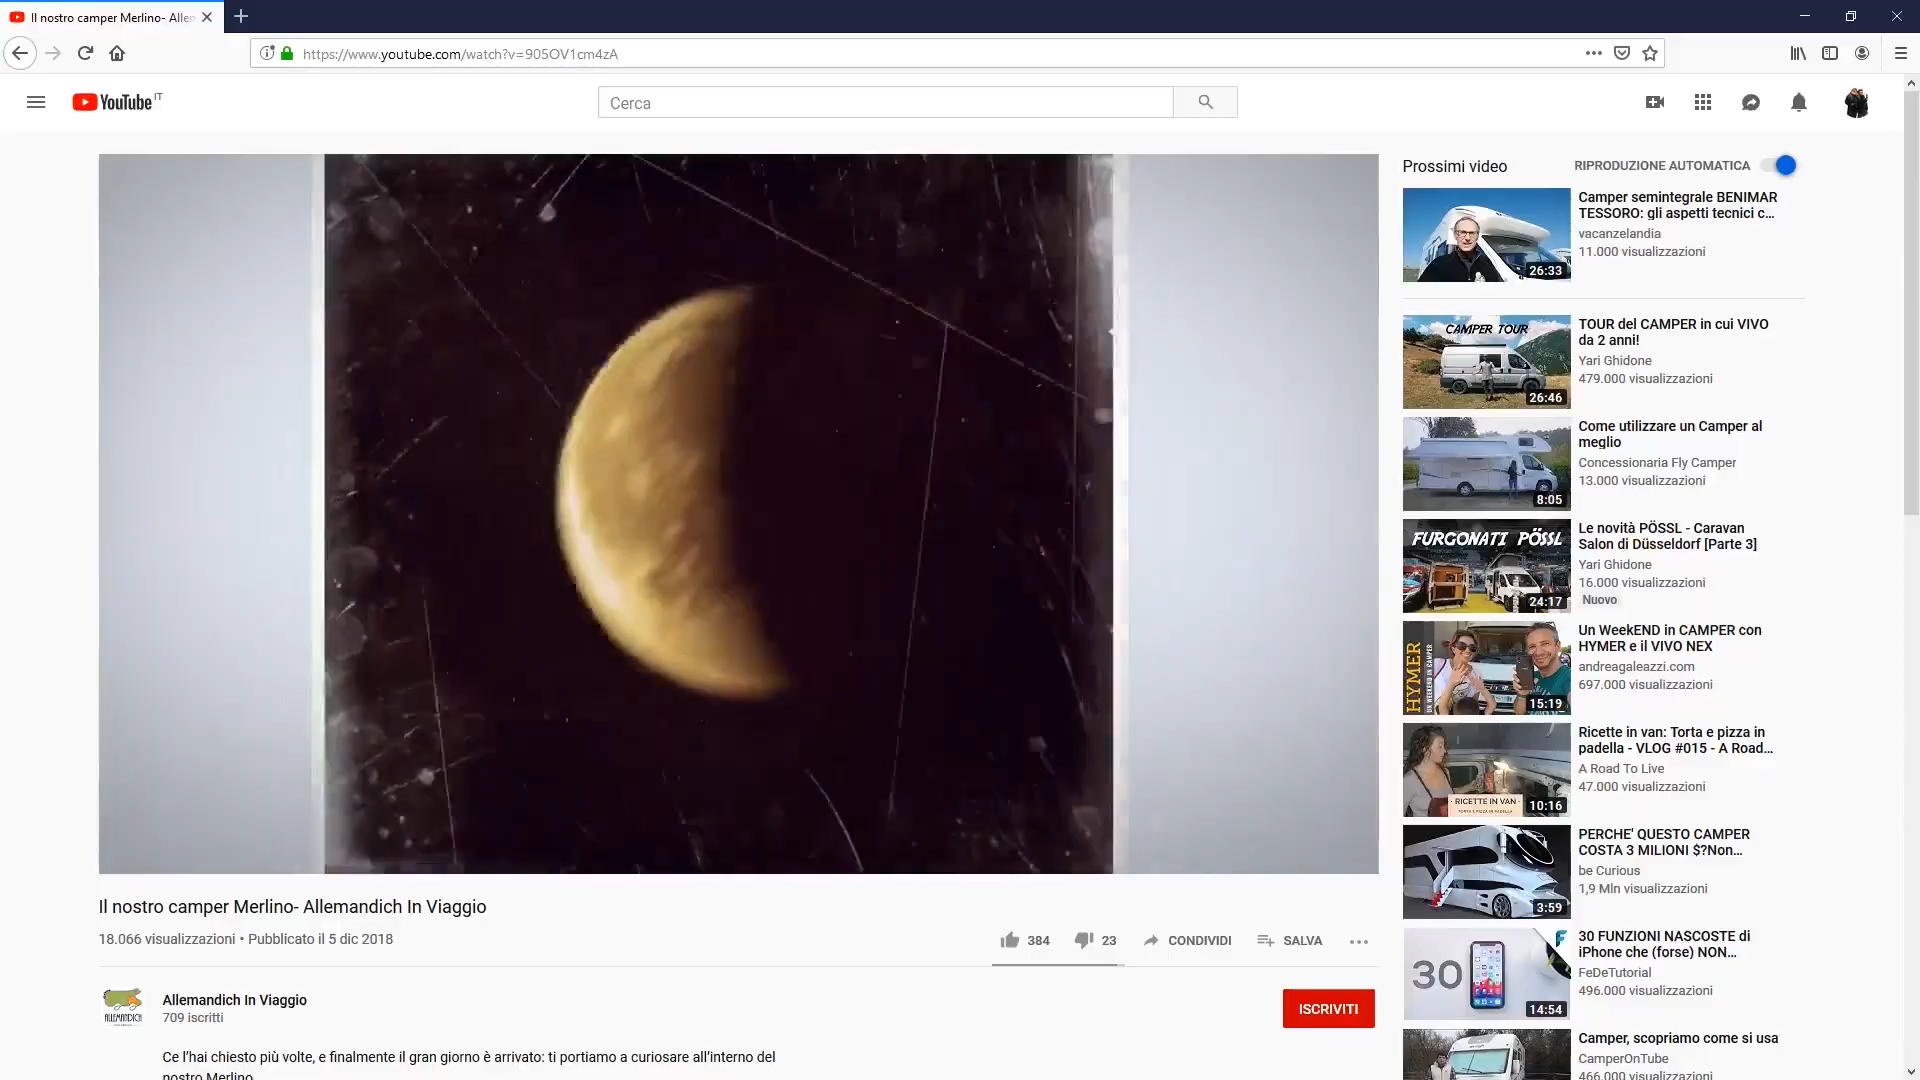 Il nostro camper Merlino- Allen
https://www.youtube.com/watch?v=905OV1cm4zA
YouTube IT
Cerca
Il nostro camper Merlino- Allemandich In Viaggio
18.066 visualizzazioni • Pubblicato il 5 dic 2018
384
23
CONDIVIDI
SALVA
ALLEMANDICH
Allemandich In Viaggio
709 iscritti
ISCRIVITI
Ce l’hai chiesto più volte, e finalmente il gran giorno è arrivato: ti portiamo a curiosare all’interno del
nostro Merlino
Prossimi video
RIPRODUZIONE AUTOMATICA
26:33
Camper semintegrale BENIMAR
TESSORO: gli aspetti tecnici c...
vacanzelandia
11.000 visualizzazioni
CAMPER TOUR
26:46
TOUR del CAMPER in cui VIVO
da 2 anni!
Yari Ghidone
479.000 visualizzazioni
8:05
Come utilizzare un Camper al
meglio
Concessionaria Fly Camper
13.000 visualizzazioni
FURGONATI PÖSSL
24:17
Le novità PÖSSL - Caravan
Salon di Düsseldorf [Parte 3]
Yari Ghidone
16.000 visualizzazioni
Nuovo
HYMER
UN WEEKEND IN CAMPER
15:19
Un WeekEND in CAMPER con
HYMER e il VIVO NEX
andreagaleazzi.com
697.000 visualizzazioni
- RICETTE IN VAN -
TORTA E PIZZA IN PADELLA
10:16
Ricette in van: Torta e pizza in
padella - VLOG #015 - A Road...
A Road To Live
47.000 visualizzazioni
3:59
PERCHE' QUESTO CAMPER
COSTA 3 MILIONI $?Non...
be Curious
1,9 Mln visualizzazioni
30
14:54
30 FUNZIONI NASCOSTE di
iPhone che (forse) NON...
FeDeTutorial
496.000 visualizzazioni
Camper, scopriamo come si usa
CamperOnTube
466.000 visualizzazioni